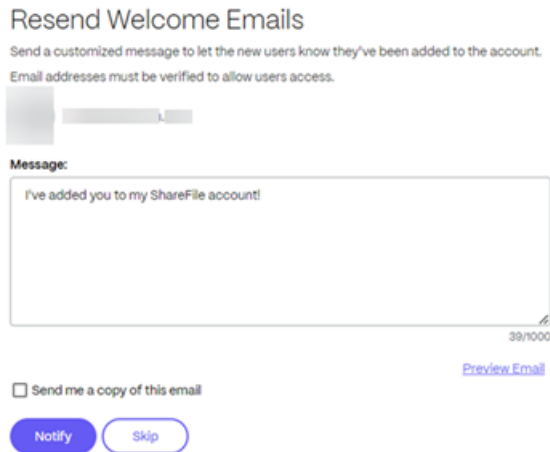 Resend Welcome Emails
Send a customized message to let the new users know they've been added to the account.
Email addresses must be verified to allow users access.
Message:
I've added you to my ShareFile account!
39/1000
Preview Email
Send me a copy of this email
Notify Skip